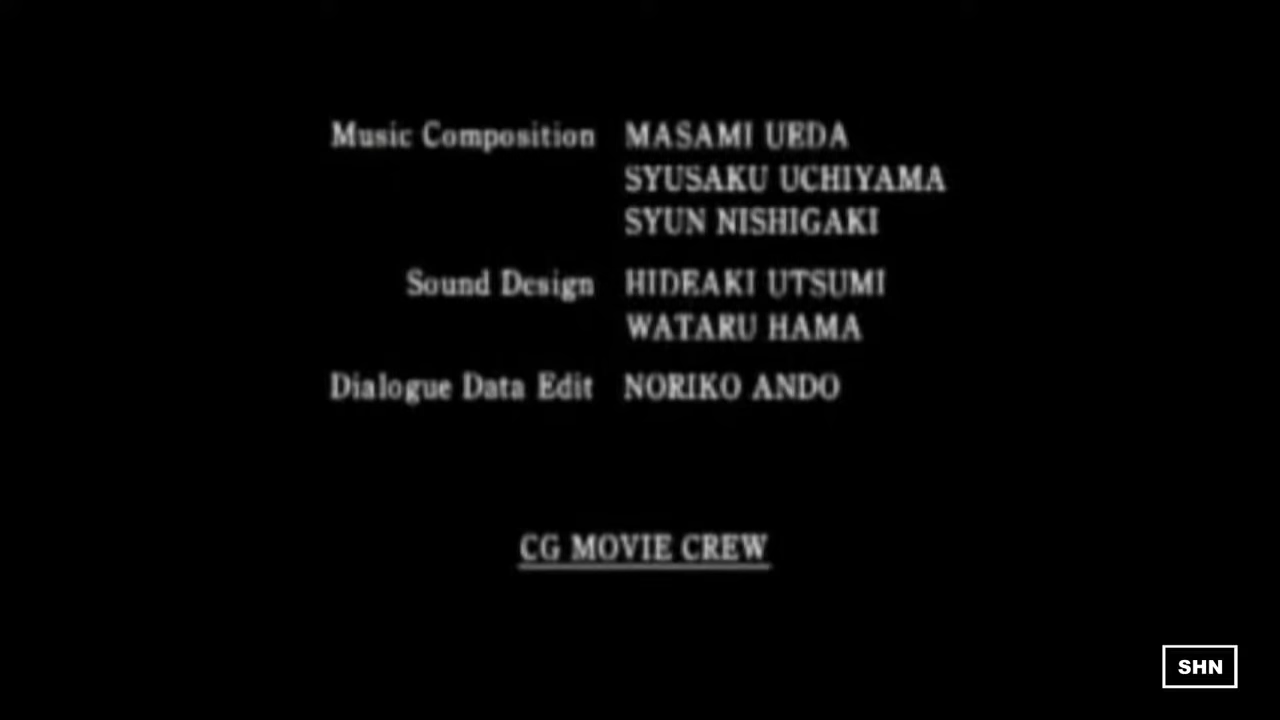 Music Composition MASAMI UEDA
SYUSAKU UCHIYAMA
SYUN NISHIGAKI
Sound Design HIDEAKI UTSUMI
WATARU HAMA
Dialogue Data Edit NORIKO ANDO
CG MOVIE CREW
SHN